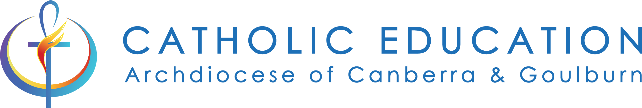 CATHOLIC EDUCATION
Archdiocese of Canberra & Goulburn